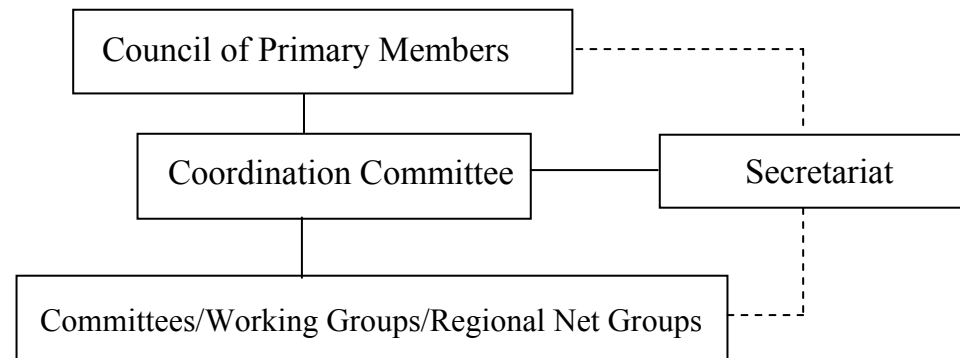 Council of Primary Members
Coordination Committee
Secretariat
Committees/Working Groups/Regional Net Groups